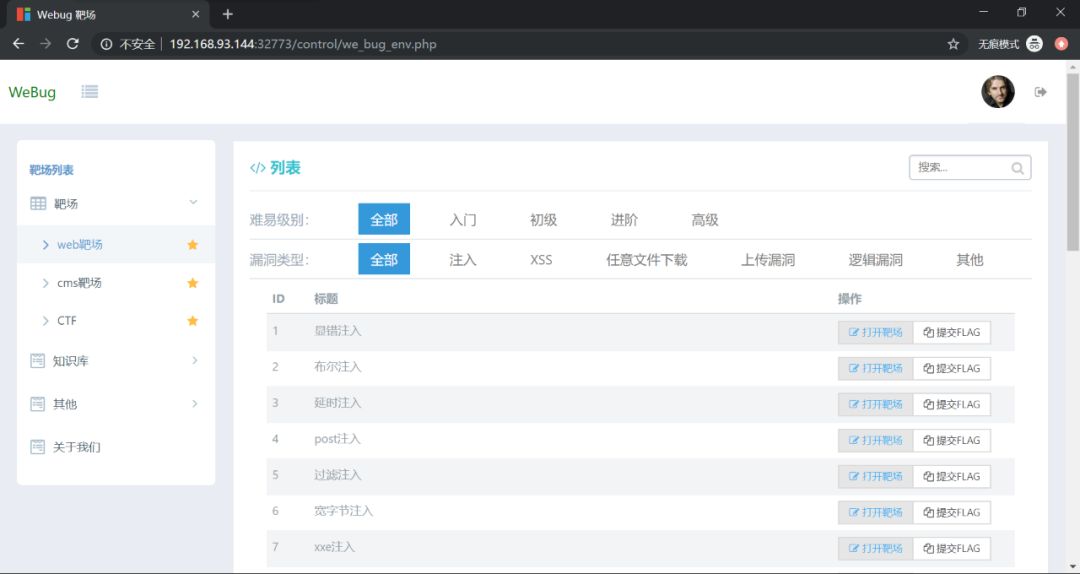 Webug 靶场
不安全 192.168.93.144:32773/control/we_bug_env.php 无痕模式
WeBug
靶场列表
靶场
web靶场
cms靶场
CTF
知识库
其他
关于我们
</> 列表 搜索...
难易级别： 全部 入门 初级 进阶 高级
漏洞类型： 全部 注入 XSS 任意文件下载 上传漏洞 逻辑漏洞 其他
ID 标题 操作
1 显错注入 打开靶场 提交FLAG
2 布尔注入 打开靶场 提交FLAG
3 延时注入 打开靶场 提交FLAG
4 post注入 打开靶场 提交FLAG
5 过滤注入 打开靶场 提交FLAG
6 宽字节注入 打开靶场 提交FLAG
7 xxe注入 打开靶场 提交FLAG